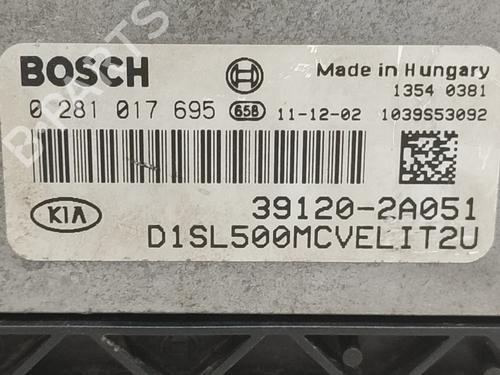 BOSCH
Made in Hungary
1354 0381
0 281 017 695 658 11-12-02 1039S53092
KIA
39120-2A051
D1SL500MCVELIT2U
B-PARTS